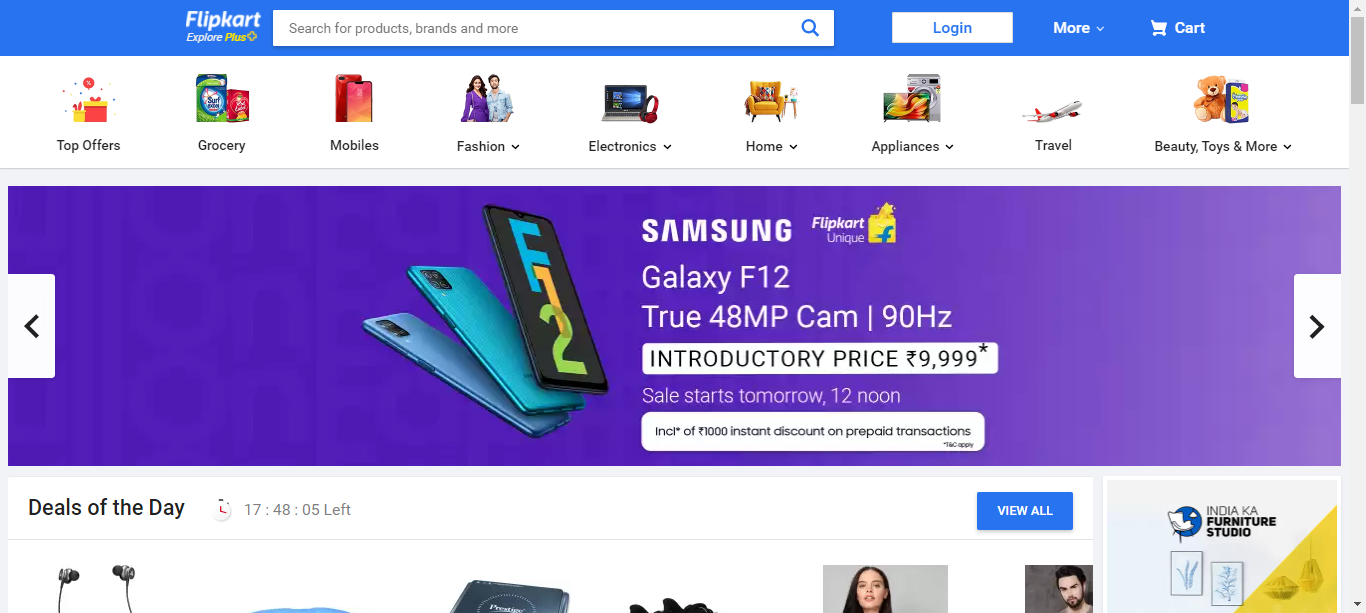 Flipkart
Explore Plus
Search for products, brands and more
Login
More
Cart
Top Offers
Grocery
Mobiles
Fashion
Electronics
Home
Appliances
Travel
Beauty, Toys & More
SAMSUNG
Flipkart
Unique
Galaxy F12
True 48MP Cam | 90Hz
INTRODUCTORY PRICE ₹9,999*
Sale starts tomorrow, 12 noon
Incl* of ₹1000 instant discount on prepaid transactions
*T&C apply
F12
Deals of the Day
17 : 48 : 05 Left
VIEW ALL
INDIA KA
FURNITURE
STUDIO
Prestige